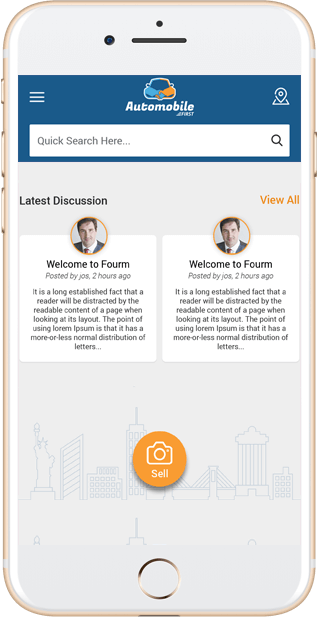 Automobile
eFIRST
Quick Search Here...
Latest Discussion
View All
Welcome to Fourm
Posted by jos, 2 hours ago
It is a long established fact that a
reader will be distracted by the
readable content of a page when
looking at its layout. The point of
using lorem Ipsum is that it has a
more-or-less normal distribution of
letters...
Welcome to Fourm
Posted by jos, 2 hours ago
It is a long established fact that a
reader will be distracted by the
readable content of a page when
looking at its layout. The point of
using lorem Ipsum is that it has a
more-or-less normal distribution of
letters...
Sell